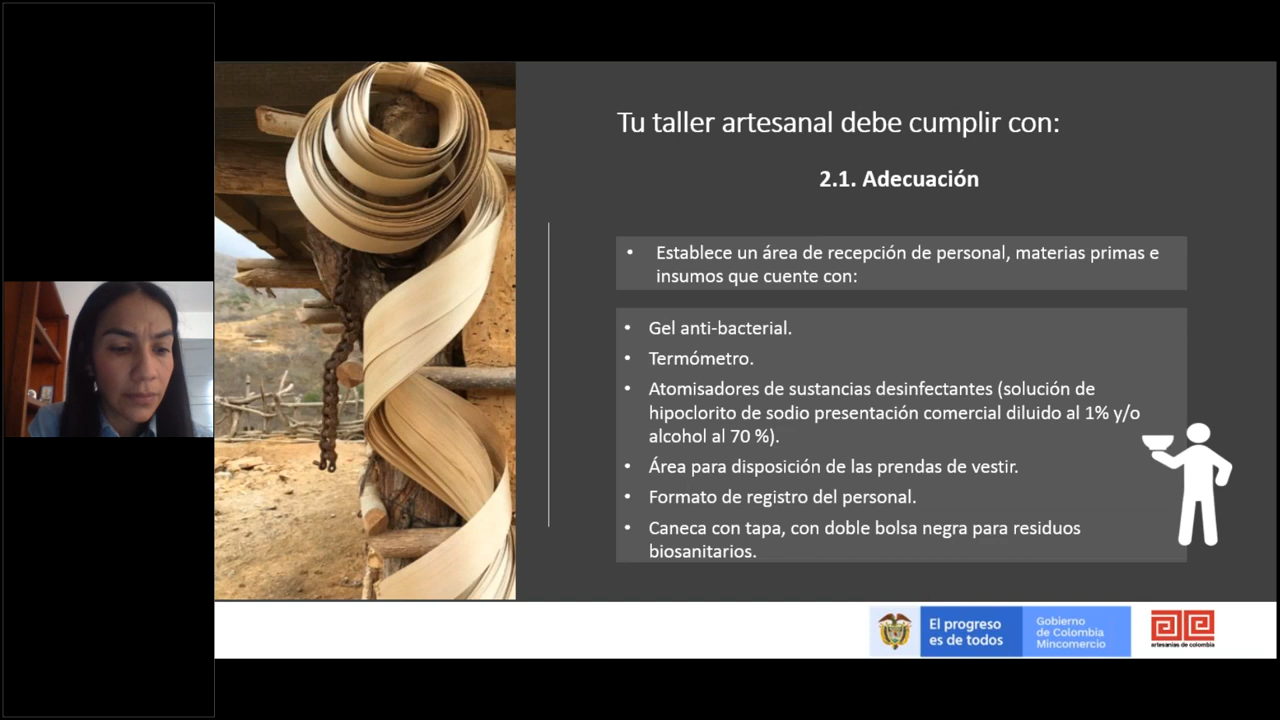 Tu taller artesanal debe cumplir con:
2.1. Adecuación
• Establece un área de recepción de personal, materias primas e
insumos que cuente con:
• Gel anti-bacterial.
• Termómetro.
• Atomisadores de sustancias desinfectantes (solución de
hipoclorito de sodio presentación comercial diluido al 1% y/o
alcohol al 70 %).
• Área para disposición de las prendas de vestir.
• Formato de registro del personal.
• Caneca con tapa, con doble bolsa negra para residuos
biosanitarios.
El progreso
es de todos
Gobierno
de Colombia
Mincomercio
artesanías de colombia